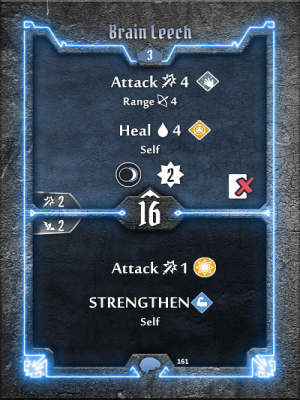 Brain Leech
3
Attack 4
Range 4
Heal 4
Self
2
2
16
2
Attack 1
STRENGTHEN
Self
161